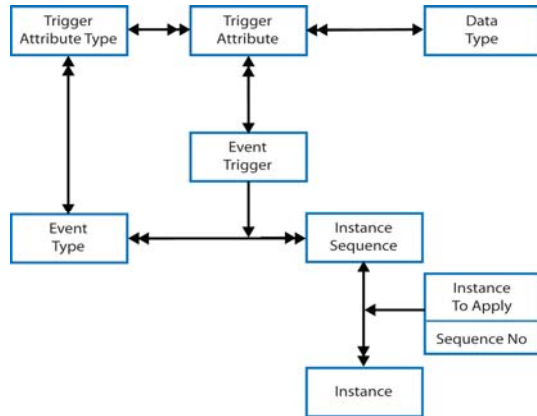 Trigger
Attribute Type
Trigger
Attribute
Data
Type
Event
Trigger
Event
Type
Instance
Sequence
Instance
To Apply
Sequence No
Instance